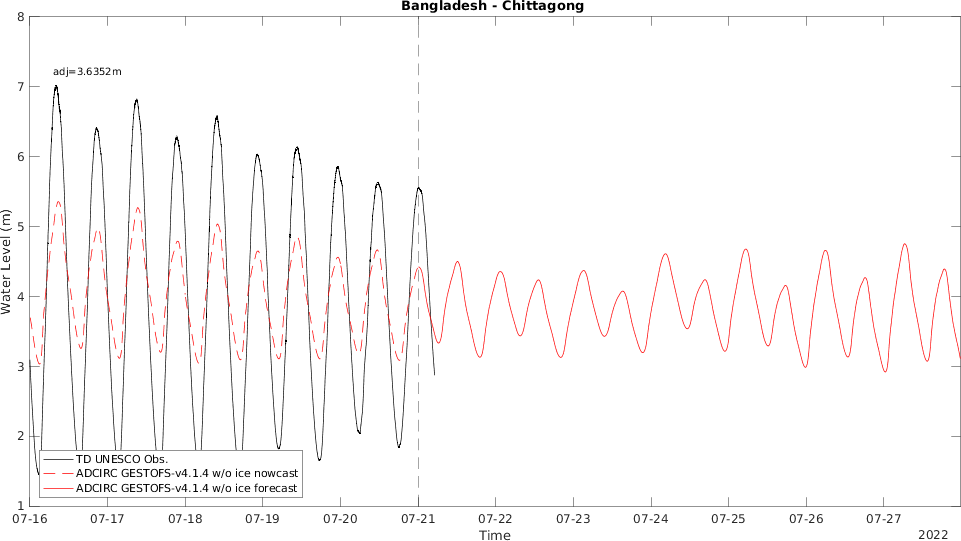 Bangladesh - Chittagong
8
adj=3.6352m
7
6
5
4
3
2
1
Water Level (m)
TD UNESCO Obs.
ADCIRC GESTOFS-v4.1.4 w/o ice nowcast
ADCIRC GESTOFS-v4.1.4 w/o ice forecast
07-16 07-17 07-18 07-19 07-20 07-21 07-22 07-23 07-24 07-25 07-26 07-27
Time
2022